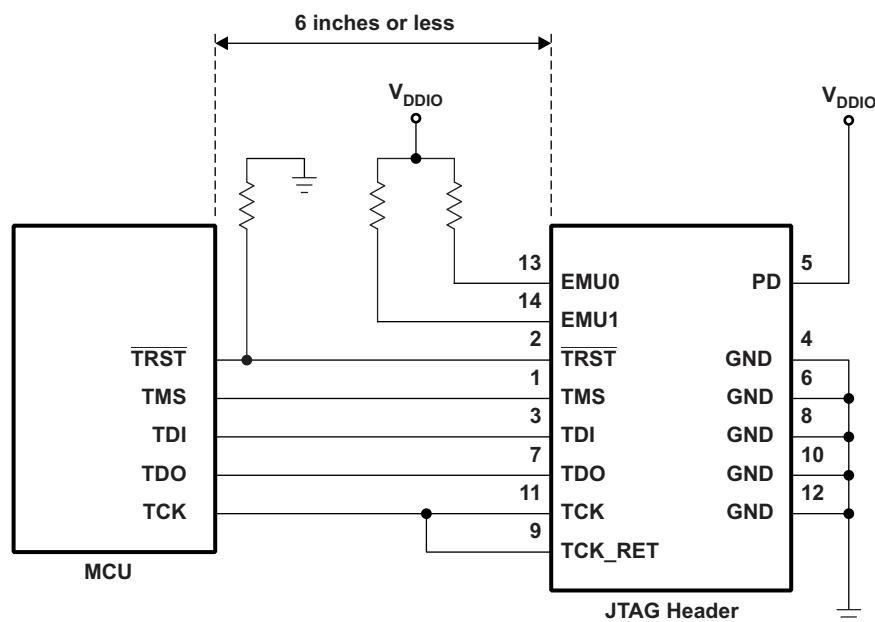 6 inches or less
VDDIO
VDDIO
13
EMU0
5
PD
14
EMU1
2
TRST
TRST
4
GND
1
TMS
TMS
6
GND
3
TDI
TDI
8
GND
7
TDO
TDO
10
GND
11
TCK
TCK
12
GND
9
TCK_RET
MCU
JTAG Header